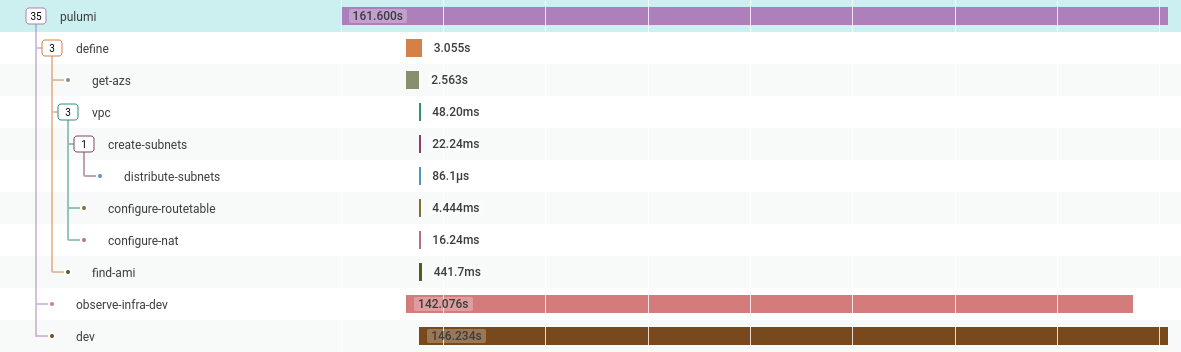 35 pulumi 161.600s
3 define 3.055s
get-azs 2.563s
3 vpc 48.20ms
1 create-subnets 22.24ms
distribute-subnets 86.1μs
configure-routetable 4.444ms
configure-nat 16.24ms
find-ami 441.7ms
observe-infra-dev 142.076s
dev 146.234s